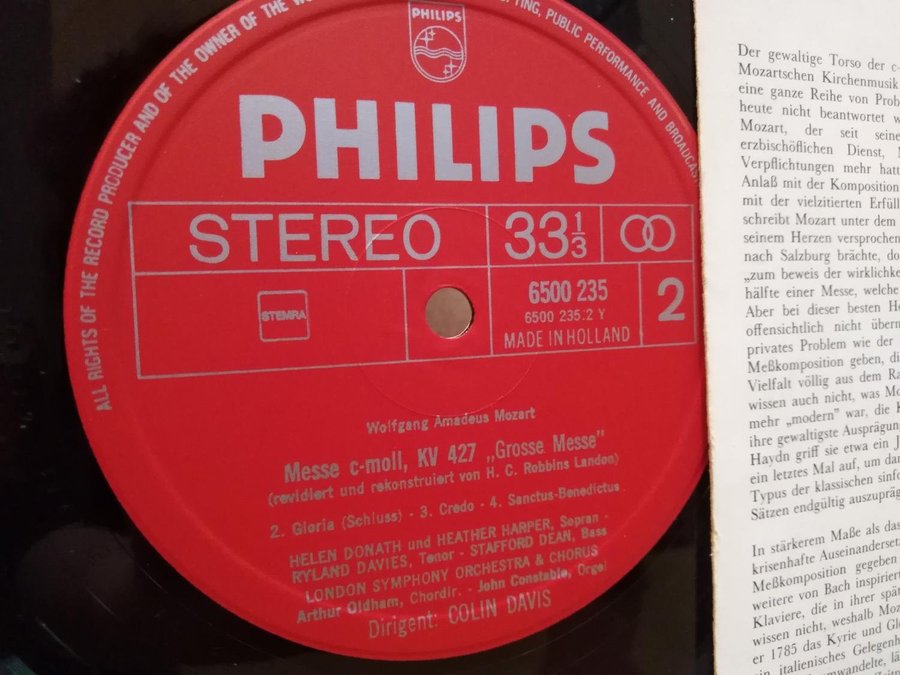 ALL RIGHTS OF THE RECORD PRODUCER AND OF THE OWNER OF THE
PUBLIC PERFORMANCE AND BROADCAS
PHILIPS
PHILIPS
STEREO
33 1/3
STEMRA
6500 235
6500 235.2 Y
MADE IN HOLLAND
2
Wolfgang Amadeus Mozart
Messe c-moll, KV 427 „Grosse Messe"
(revidiert und rekonstruiert von H. C. Robbins Landon)
2. Gloria (Schluss) - 3. Credo - 4. Sanctus-Benedictus
HELEN DONATH und HEATHER HARPER, Sopran -
RYLAND DAVIES, Tenor - STAFFORD DEAN, Bass
LONDON SYMPHONY ORCHESTRA & CHORUS
Arthur Oldham, Chordir. - John Constable, Orgel
Dirigent: COLIN DAVIS
Der gewaltige Torso der c-
Mozartschen Kirchenmusik
eine ganze Reihe von Prob
heute nicht beantwortet w
Mozart, der seit seine
erzbischöflichen Dienst,
Verpflichtungen mehr hatt
Anlaß mit der Komposition
mit der vielzitierten Erfüll
schreibt Mozart unter dem
seinem Herzen versprochen
nach Salzburg brächte, do
„zum beweis der wirklichke
hälfte einer Messe, welche
Aber bei dieser besten He
offensichtlich nicht übern
privates Problem wie der
Meßkomposition geben, di
Vielfalt völlig aus dem Ra
wissen auch nicht, was Mo
mehr „modern" war, die K
ihre gewaltigste Ausprägun
Haydn griff sie etwa ein J
ein letztes Mal auf, um dan
Typus der klassischen sinfo
Sätzen endgültig auszupräg
In stärkerem Maße als das
krisenhafte Auseinanderset
Meßkomposition gegeben
weitere von Bach inspiriert
Klaviere, die in ihrer spät
wissen nicht, weshalb Moz
er 1785 das Kyrie und Gl
ein italienisches Gelegenh